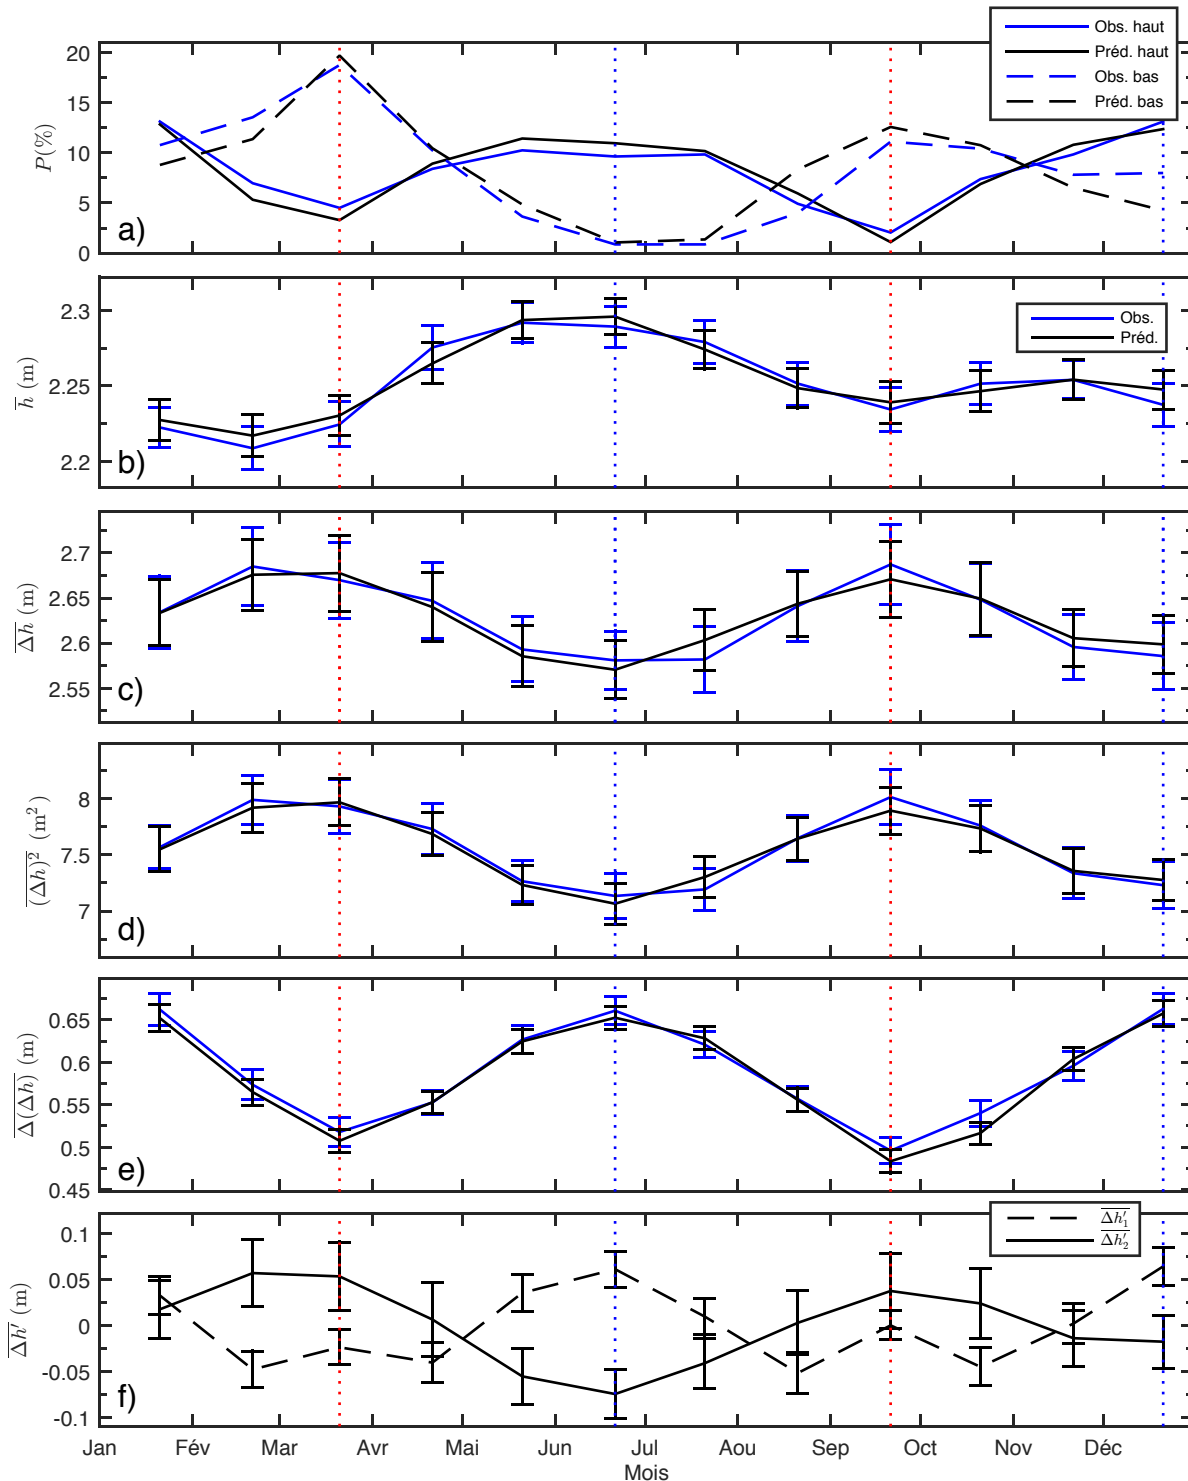 Obs. haut
Préd. haut
Obs. bas
Préd. bas
20
15
10
5
0
P(%)
a)
2.3
2.25
2.2
h (m)
Obs.
Préd.
b)
2.7
2.65
2.6
2.55
Δh (m)
c)
8
7.5
7
(Δh)² (m²)
d)
0.65
0.6
0.55
0.5
0.45
Δ(Δh) (m)
e)
Δh′₁
Δh′₂
0.1
0.05
0
-0.05
-0.1
Δh′ (m)
f)
Jan Fév Mar Avr Mai Jun Jul Aou Sep Oct Nov Déc
Mois